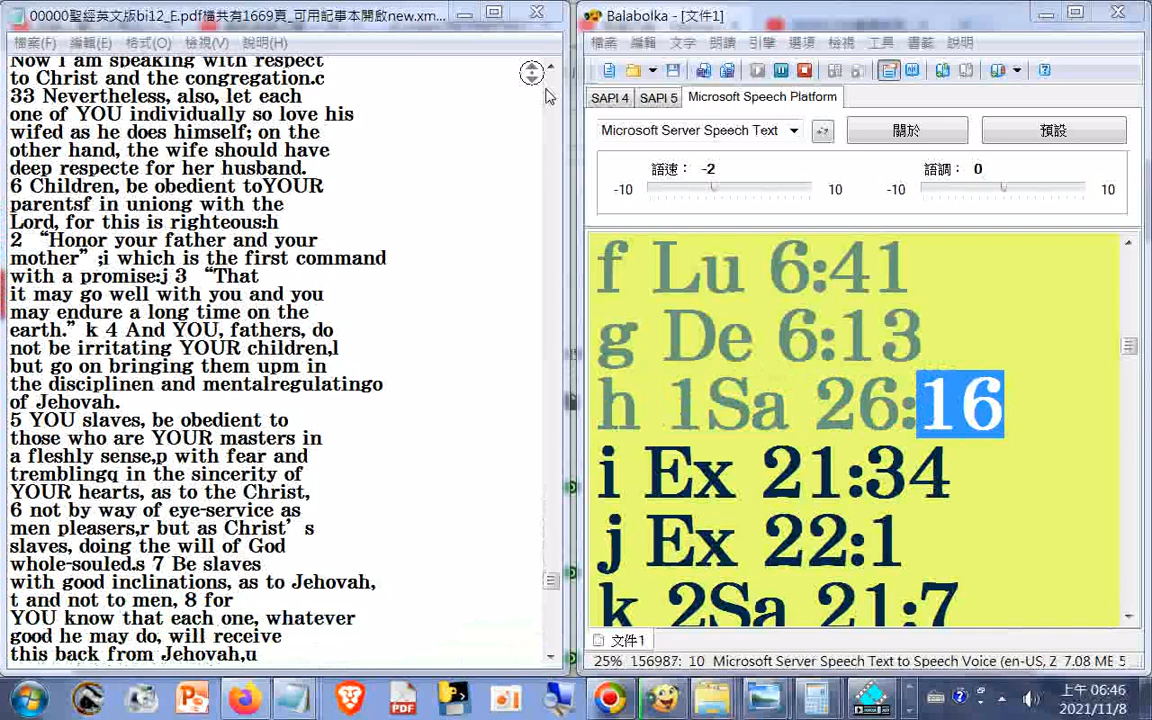 00000聖經英文版bi12_E.pdf檔共有1669頁_可用記事本開啟new.xm...
檔案(F) 編輯(E) 格式(O) 檢視(V) 說明(H)
Now I am speaking with respect
to Christ and the congregation.c
33 Nevertheless, also, let each
one of YOU individually so love his
wifed as he does himself; on the
other hand, the wife should have
deep respecte for her husband.
6 Children, be obedient toYOUR
parentsf in uniong with the
Lord, for this is righteous:h
2 “Honor your father and your
mother” ;i which is the first command
with a promise:j 3 “That
it may go well with you and you
may endure a long time on the
earth.” k 4 And YOU, fathers, do
not be irritating YOUR children,l
but go on bringing them upm in
the disciplinen and mentalregulatingo
of Jehovah.
5 YOU slaves, be obedient to
those who are YOUR masters in
a fleshly sense,p with fear and
tremblingq in the sincerity of
YOUR hearts, as to the Christ,
6 not by way of eye-service as
men pleasers,r but as Christ’s
slaves, doing the will of God
whole-souled.s 7 Be slaves
with good inclinations, as to Jehovah,
t and not to men, 8 for
YOU know that each one, whatever
good he may do, will receive
this back from Jehovah,u
Balabolka - [文件1]
檔案 編輯 文字 朗讀 引擎 選項 檢視 工具 書籤 說明
SAPI 4 SAPI 5 Microsoft Speech Platform
Microsoft Server Speech Text 關於 預設
語速: -2 語調: 0
-10 10 -10 10
f Lu 6:41
g De 6:13
h 1Sa 26:16
i Ex 21:34
j Ex 22:1
k 2Sa 21:7
文件1
25% 156987: 10 Microsoft Server Speech Text to Speech Voice (en-US, Z 7.08 MB 5
上午 06:46
2021/11/8